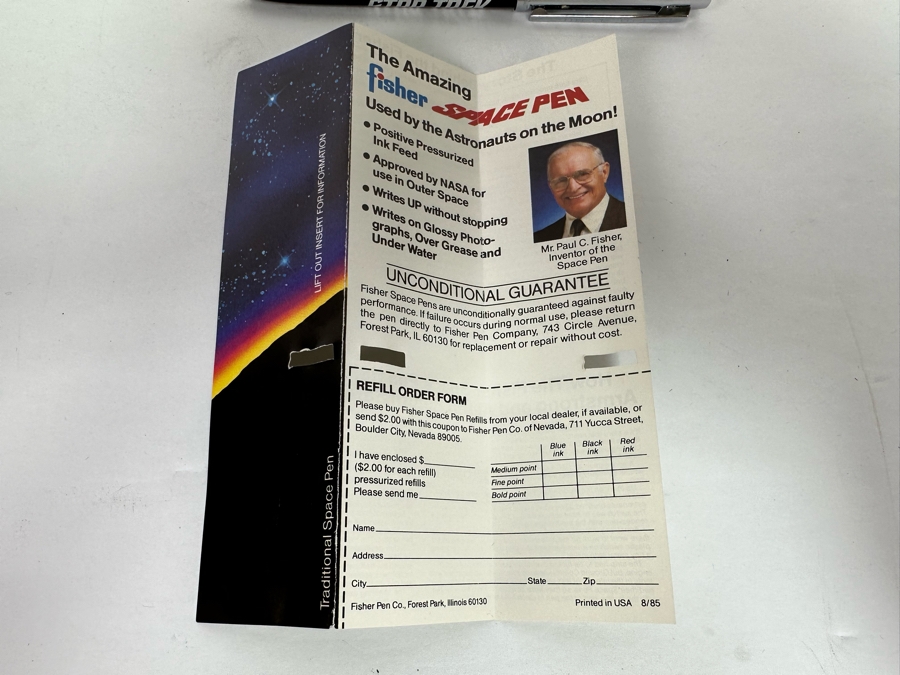 STAR TREK
LIFT OUT INSERT FOR INFORMATION
Traditional Space Pen
The Amazing
fisher SPACE PEN
Used by the Astronauts on the Moon!
• Positive Pressurized
Ink Feed
• Approved by NASA for
use in Outer Space
• Writes UP without stopping
• Writes on Glossy Photo-
graphs, Over Grease and
Under Water
Mr. Paul C. Fisher,
Inventor of the
Space Pen
UNCONDITIONAL GUARANTEE
Fisher Space Pens are unconditionally guaranteed against faulty
performance. If failure occurs during normal use, please return
the pen directly to Fisher Pen Company, 743 Circle Avenue,
Forest Park, IL 60130 for replacement or repair without cost.
REFILL ORDER FORM
Please buy Fisher Space Pen Refills from your local dealer, if available, or
send $2.00 with this coupon to Fisher Pen Co. of Nevada, 711 Yucca Street,
Boulder City, Nevada 89005.
I have enclosed $
($2.00 for each refill)
pressurized refills
Please send me
Blue ink Black ink Red ink
Medium point
Fine point
Bold point
Name
Address
City State Zip
Fisher Pen Co., Forest Park, Illinois 60130 Printed in USA 8/85